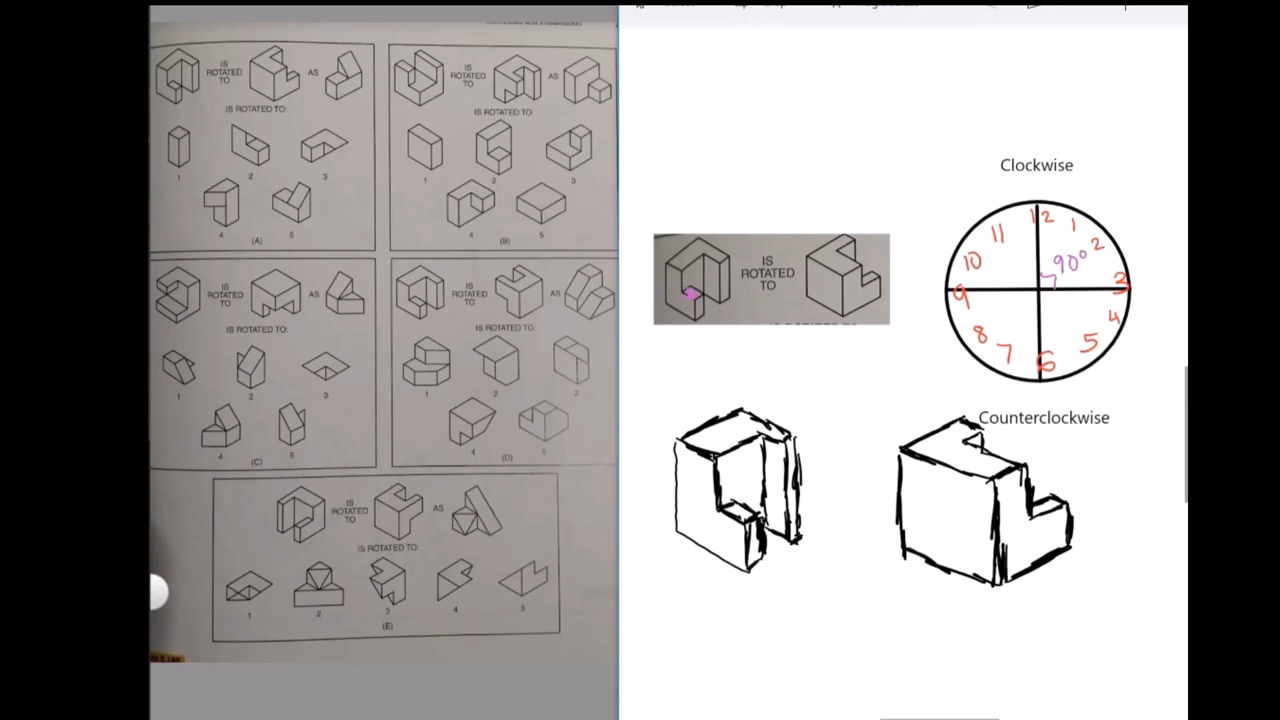 IS
ROTATED
TO
AS
IS ROTATED TO:
1
2
3
4
5
(A)
IS
ROTATED
TO
AS
IS ROTATED TO:
1
2
3
4
5
(B)
IS
ROTATED
TO
AS
IS ROTATED TO:
1
2
3
4
5
(C)
IS
ROTATED
TO
AS
IS ROTATED TO:
1
2
3
4
5
(D)
IS
ROTATED
TO
AS
IS ROTATED TO:
1
2
3
4
5
(E)
IS
ROTATED
TO
Clockwise
12
1
2
3
4
5
6
7
8
9
10
11
90°
Counterclockwise